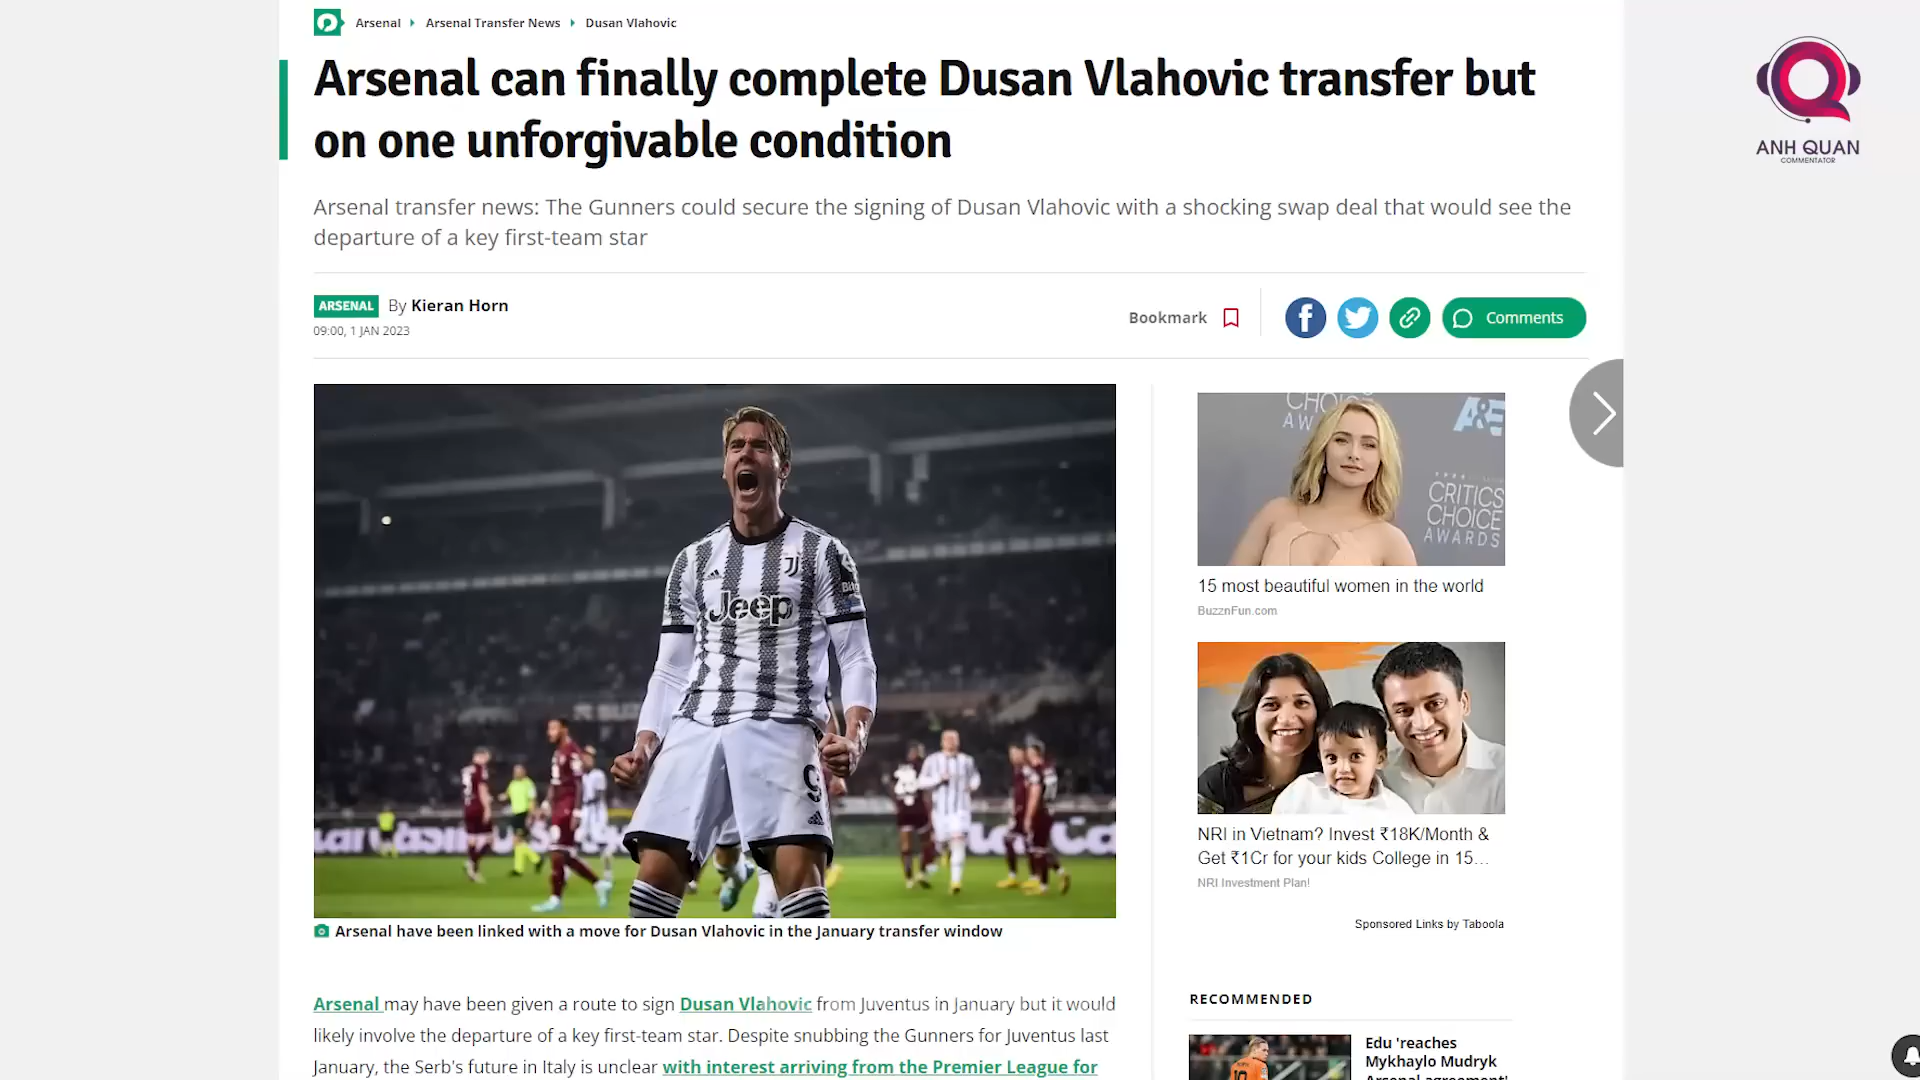 Arsenal
Arsenal Transfer News
Dusan Vlahovic
Arsenal can finally complete Dusan Vlahovic transfer but
on one unforgivable condition
Arsenal transfer news: The Gunners could secure the signing of Dusan Vlahovic with a shocking swap deal that would see the
departure of a key first-team star
ARSENAL By Kieran Horn
09:00, 1 JAN 2023
Bookmark
Comments
ANH QUAN
COMMENTATOR
Jeep
9
Arsenal have been linked with a move for Dusan Vlahovic in the January transfer window
Arsenal may have been given a route to sign Dusan Vlahovic from Juventus in January but it would
likely involve the departure of a key first-team star. Despite snubbing the Gunners for Juventus last
January, the Serb's future in Italy is unclear with interest arriving from the Premier League for
A&E
CRITICS
CHOICE
AWARDS
15 most beautiful women in the world
BuzznFun.com
NRI in Vietnam? Invest ₹18K/Month &
Get ₹1Cr for your kids College in 15...
NRI Investment Plan!
Sponsored Links by Taboola
RECOMMENDED
10
Edu 'reaches
Mykhaylo Mudryk
Arsenal agreement'